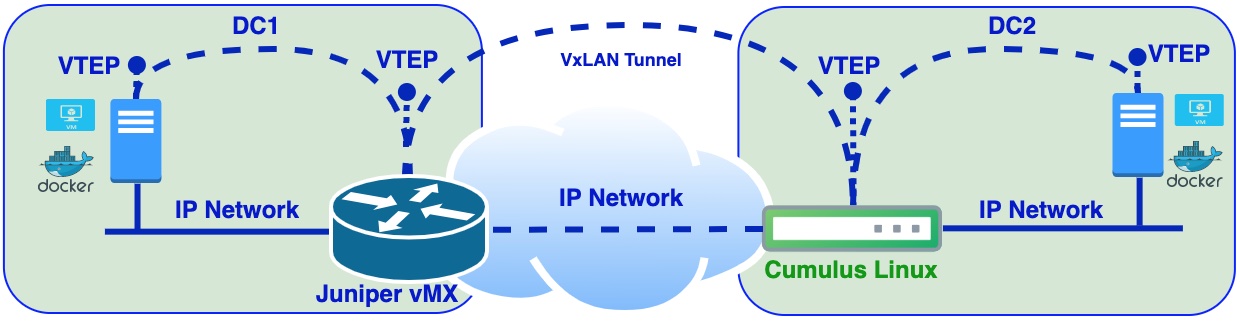 DC1
DC2
VTEP
VTEP
VxLAN Tunnel
VTEP
VTEP
VM
docker
VM
docker
IP Network
IP Network
IP Network
Juniper vMX
Cumulus Linux